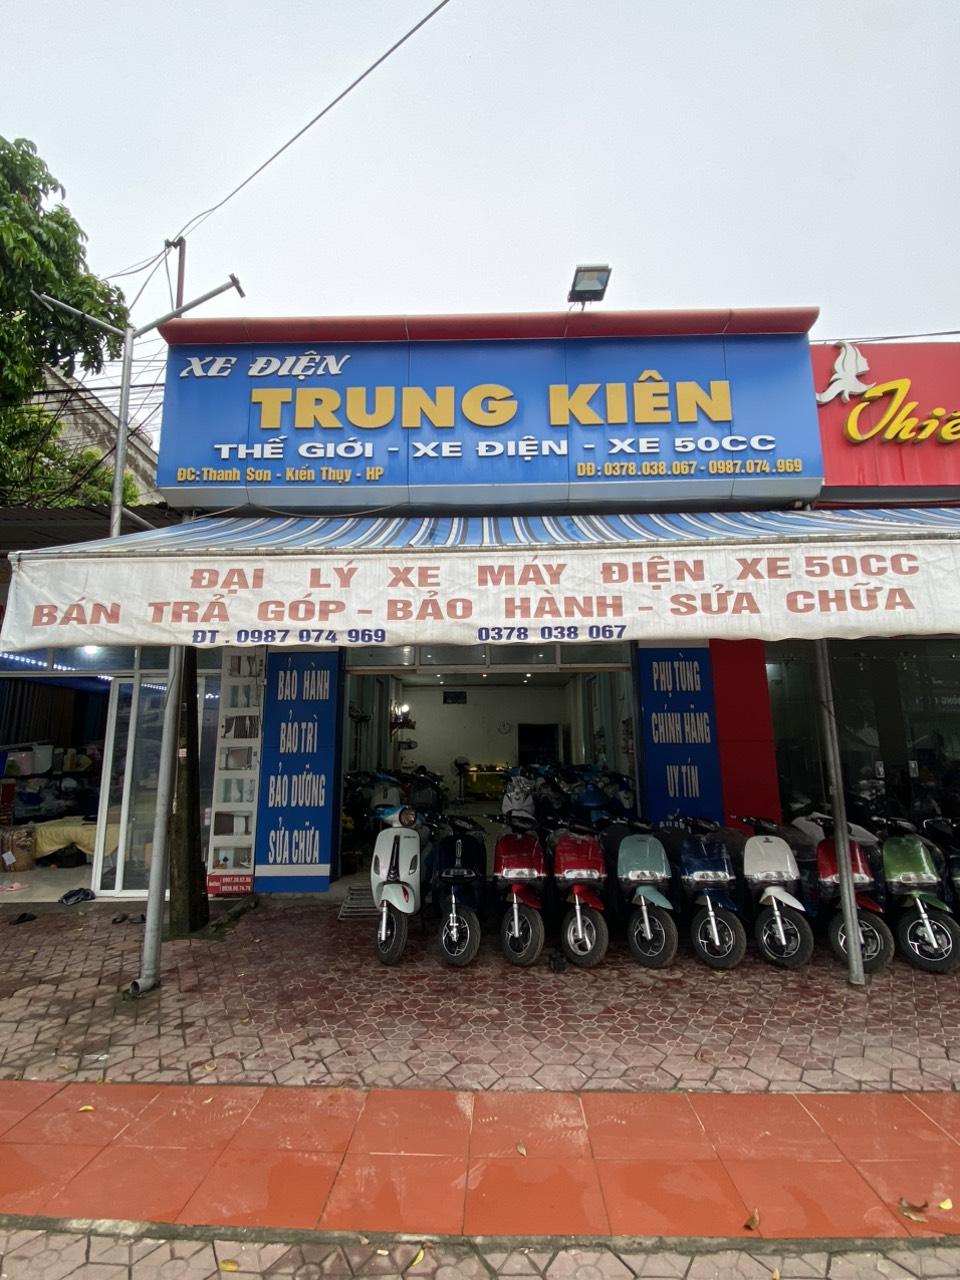 XE ĐIỆN
TRUNG KIÊN
THẾ GIỚI - XE ĐIỆN - XE 50CC
ĐC: Thanh Sơn - Kiến Thụy - HP
DĐ: 0378.038.067 - 0987.074.969
ĐẠI LÝ XE MÁY ĐIỆN XE 50CC
BÁN TRẢ GÓP - BẢO HÀNH - SỬA CHỮA
ĐT . 0987 074 969 0378 038 067
BẢO HÀNH
BẢO TRÌ
BẢO DƯỠNG
SỬA CHỮA
PHỤ TÙNG
CHÍNH HÃNG
UY TÍN